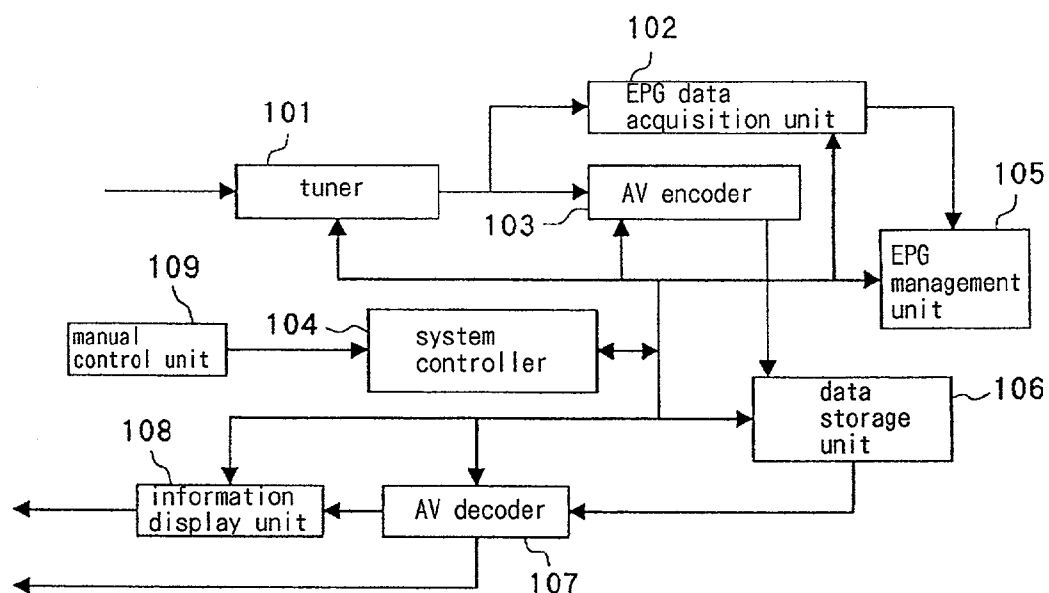 102
EPG data
acquisition unit
101
tuner
103
AV encoder
105
EPG
management
unit
109
manual
control unit
104
system
controller
106
data
storage
unit
108
information
display unit
AV decoder
107